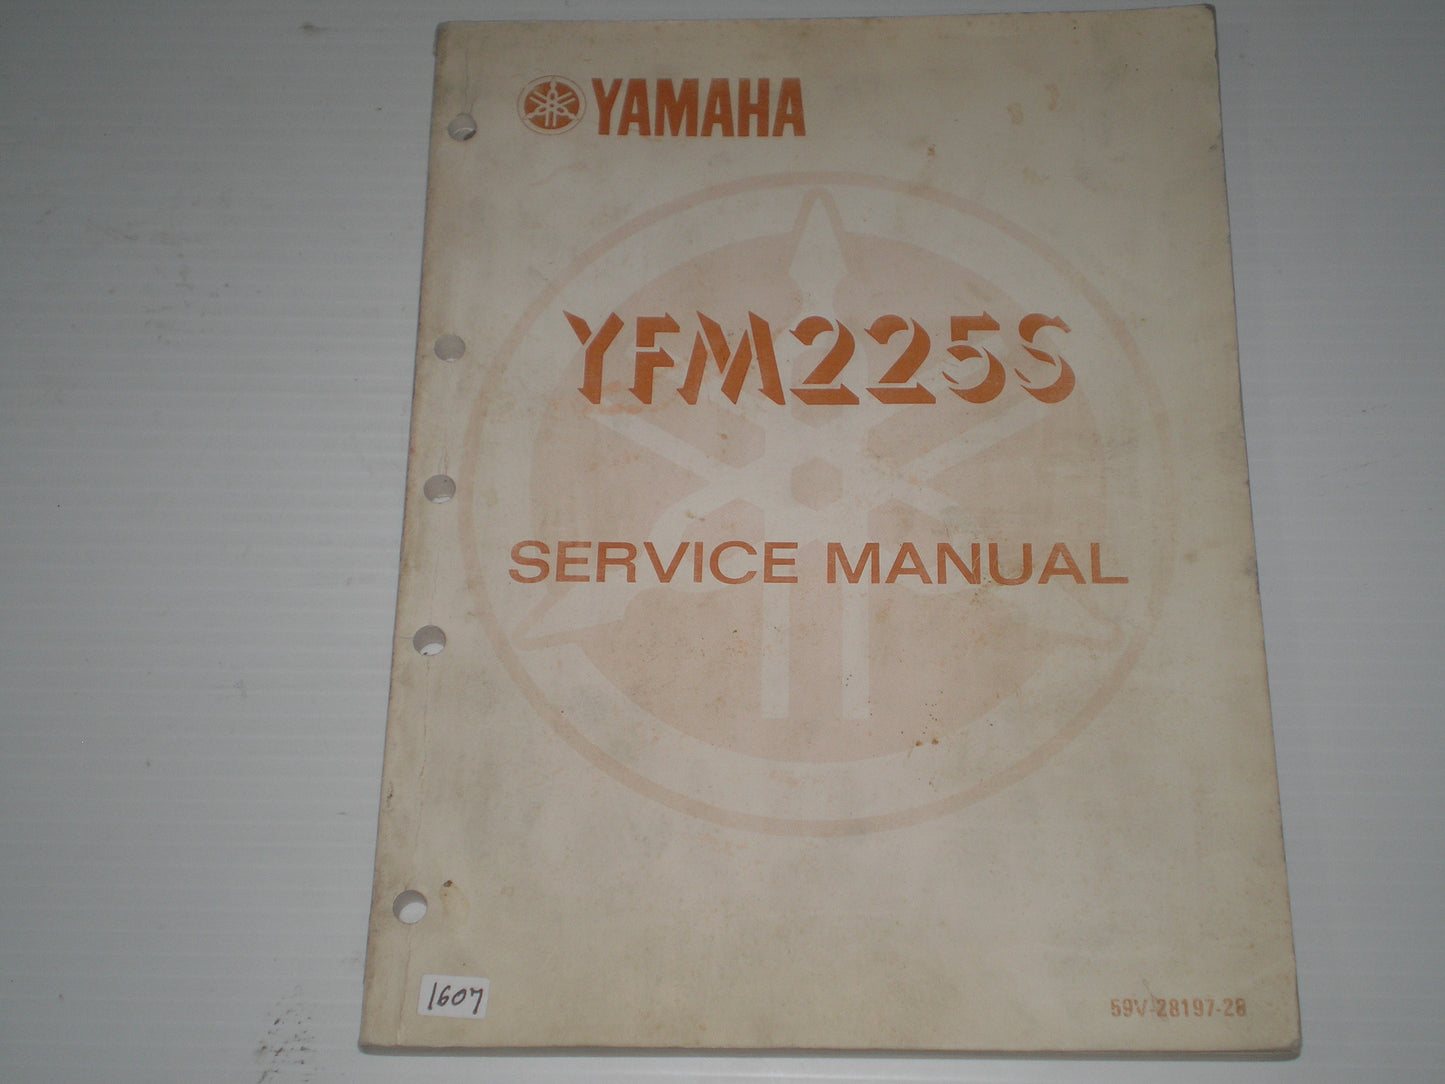 YAMAHA
YFM225S
SERVICE MANUAL
1607
59V-28197-28